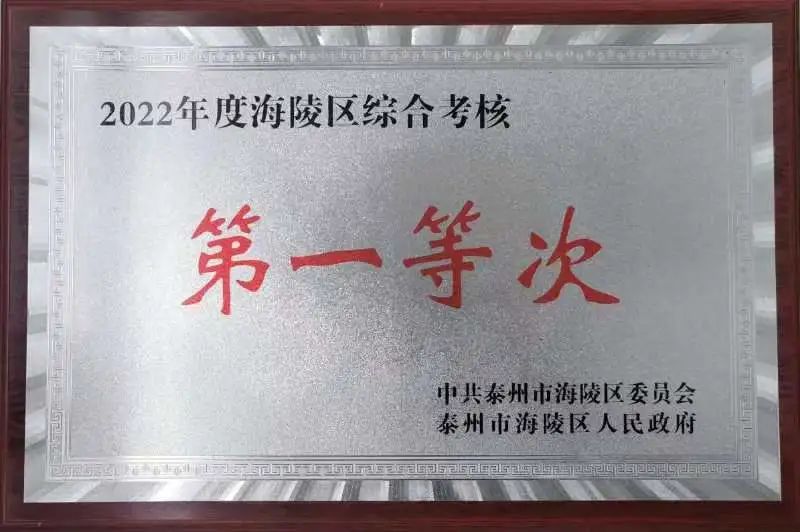 2022年度海陵区综合考核
第一等次
中共泰州市海陵区委员会
泰州市海陵区人民政府